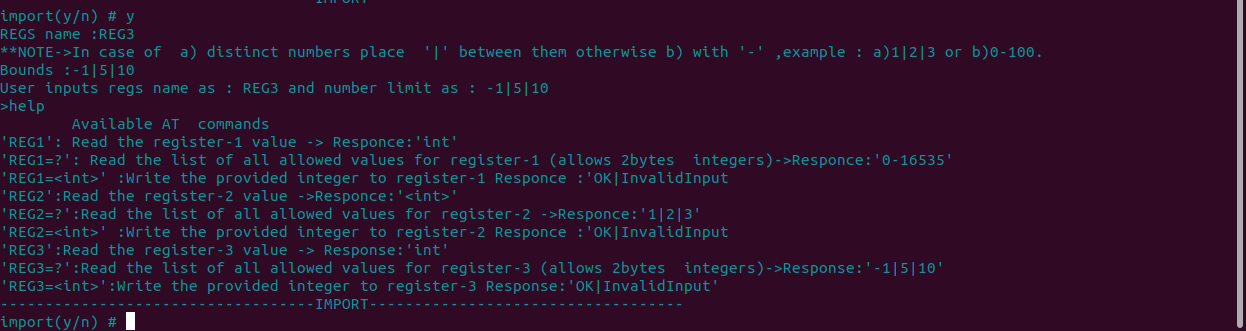 IMPORT
import(y/n) # y
REGS name :REG3
**NOTE->In case of  a) distinct numbers place  '|' between them otherwise b) with '-' ,example : a)1|2|3 or b)0-100.
Bounds :-1|5|10
User inputs regs name as : REG3 and number limit as : -1|5|10
>help
        Available AT  commands
'REG1': Read the register-1 value -> Responce:'int'
'REG1=?': Read the list of all allowed values for register-1 (allows 2bytes  integers)->Responce:'0-16535'
'REG1=<int>' :Write the provided integer to register-1 Responce :'OK|InvalidInput
'REG2':Read the register-2 value ->Responce:'<int>'
'REG2=?':Read the list of all allowed values for register-2 ->Responce:'1|2|3'
'REG2=<int>' :Write the provided integer to register-2 Responce :'OK|InvalidInput
'REG3':Read the register-3 value -> Response:'int'
'REG3=?':Read the list of all allowed values for register-3 (allows 2bytes  integers)->Response:'-1|5|10'
'REG3=<int>':Write the provided integer to register-3 Response:'OK|InvalidInput'
-----------------------------------IMPORT-----------------------------------
import(y/n) #